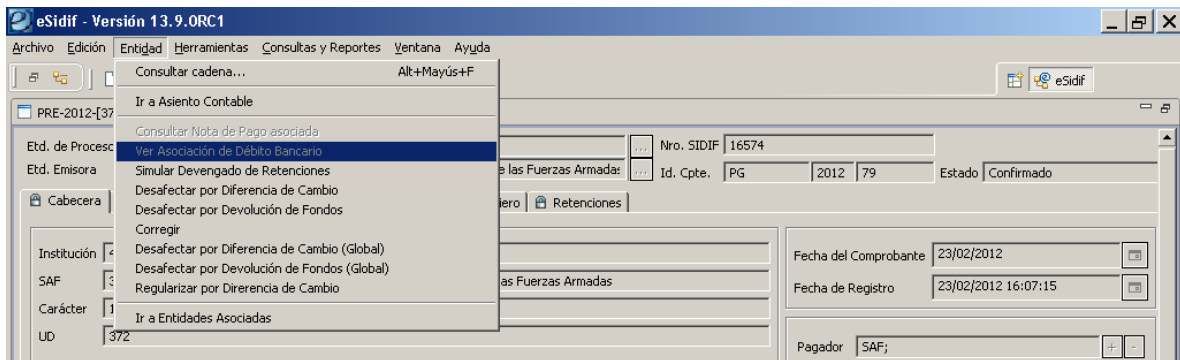 eSidif - Versión 13.9.0RC1
Archivo Edición Entidad Herramientas Consultas y Reportes Ventana Ayuda
Consultar cadena... Alt+Mayús+F
eSidif
Ir a Asiento Contable
PRE-2012-[37
Consultar Nota de Pago asociada
Etd. de Proceso ... Nro. SIDIF 16574
Ver Asociación de Débito Bancario
Etd. Emisora e las Fuerzas Armadas ... Id. Cpte. PG 2012 79 Estado Confirmado
Simular Devengado de Retenciones
Desafectar por Diferencia de Cambio
Cabecera iero Retenciones
Desafectar por Devolución de Fondos
Corregir
Institución 4 Fecha del Comprobante 23/02/2012
Desafectar por Diferencia de Cambio (Global)
Desafectar por Devolución de Fondos (Global)
SAF 3 as Fuerzas Armadas Fecha de Registro 23/02/2012 16:07:15
Regularizar por Direrencia de Cambio
Carácter 1
Ir a Entidades Asociadas
UD 372
Pagador SAF; + -